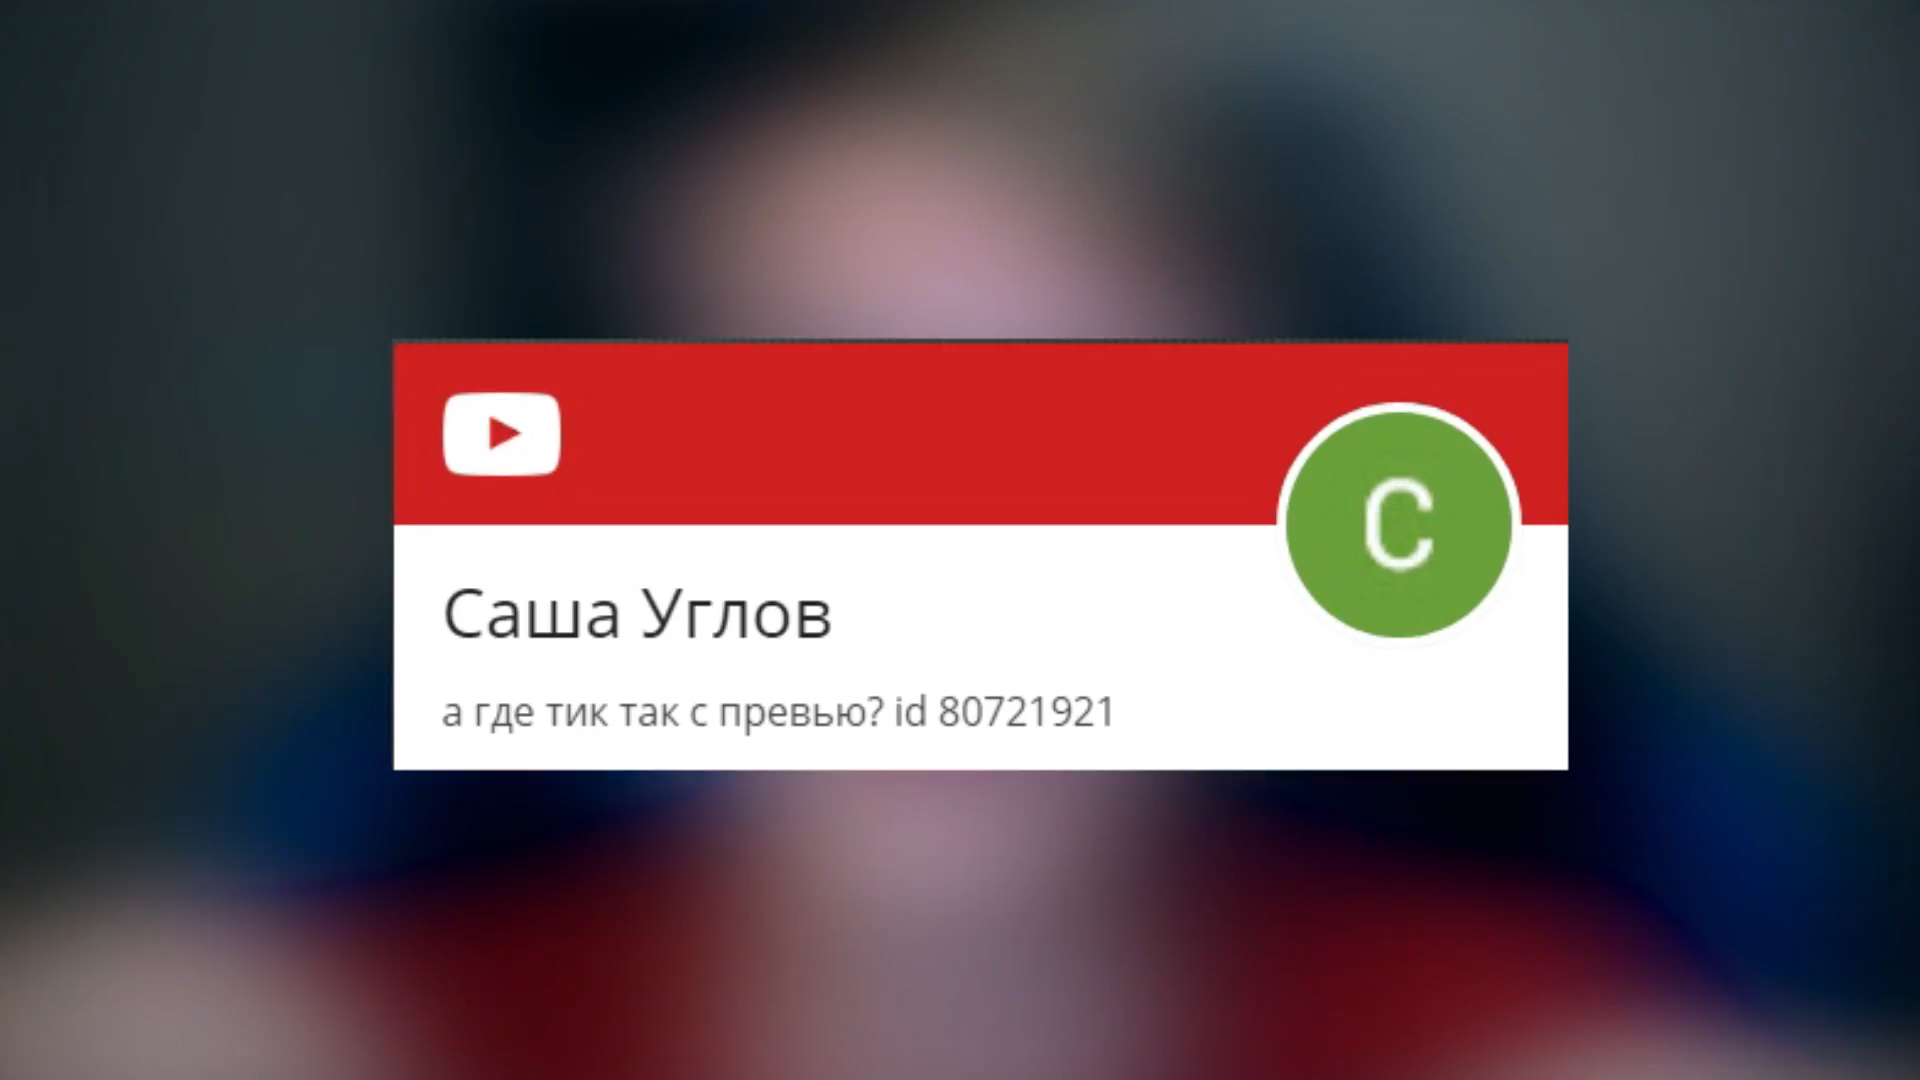 С
Саша Углов
а где тик так с превью? id 80721921